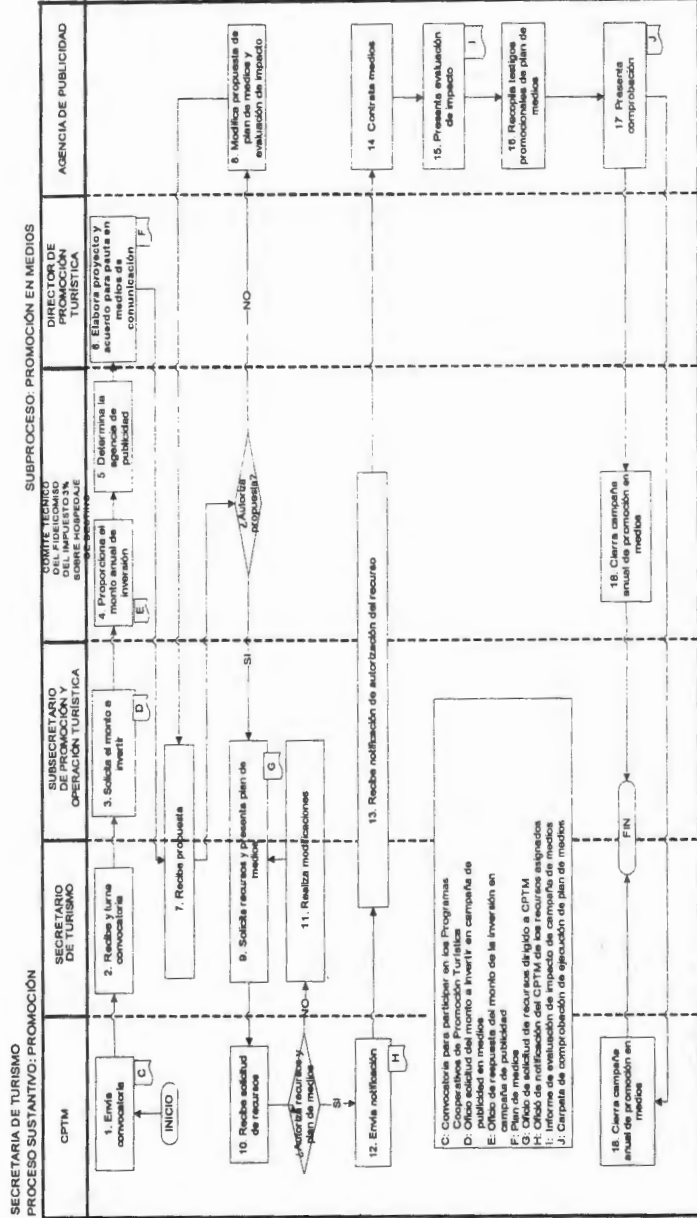 SECRETARIA DE TURISMO
PROCESO SUSTANTIVO: PROMOCIÓN
SUBPROCESO: PROMOCIÓN EN MEDIOS
CPTM
SECRETARIO
DE TURISMO
SUBSECRETARIO
DE PROMOCIÓN Y
OPERACIÓN TURÍSTICA
COMITÉ TÉCNICO
DEL FIDEICOMISO
DEL IMPUESTO 3%
SOBRE HOSPEDAJE
DIRECTOR DE
PROMOCIÓN
TURÍSTICA
AGENCIA DE PUBLICIDAD
INICIO
1. Envía
convocatoria
C
2. Recibe y turna
convocatoria
3. Solicita el monto a
invertir
D
4. Proporciona el
monto anual de
inversión
E
5 Determina la
agencia de
publicidad
6. Elabora proyecto y
acuerdo para pauta en
medios de
comunicación
F
7. Recibe propuesta
¿Autoriza
propuesta?
NO
SI
8. Modifica propuesta de
plan de medios y
evaluación de impacto
9. Solicita recursos y presenta plan de
medios
G
10. Recibe solicitud
de recursos
¿Autoriza recursos y
plan de medios?
NO
SI
11. Realiza modificaciones
12. Envía notificación
H
13. Recibe notificación de autorización del recurso
14 Contrata medios
15. Presenta evaluación
de impacto
I
16. Recopila testigos
promocionales de plan de
medios
17 Presenta
comprobación
J
18. Cierra campaña
anual de promoción en
medios
18. Cierra campaña
anual de promoción en
medios
FIN
C: Convocatoria para participar en los Programas
Cooperativos de Promoción Turística
D: Oficio solicitud del monto a invertir en campaña de
publicidad en medios
E: Oficio de respuesta del monto de la inversión en
campaña de publicidad
F: Plan de medios
G: Oficio de solicitud de recursos dirigido a CPTM
H: Oficio de notificación del CPTM de los recursos asignados
I: Informe de evaluación de impacto de campaña de medios
J: Carpeta de comprobación de ejecución de plan de medios